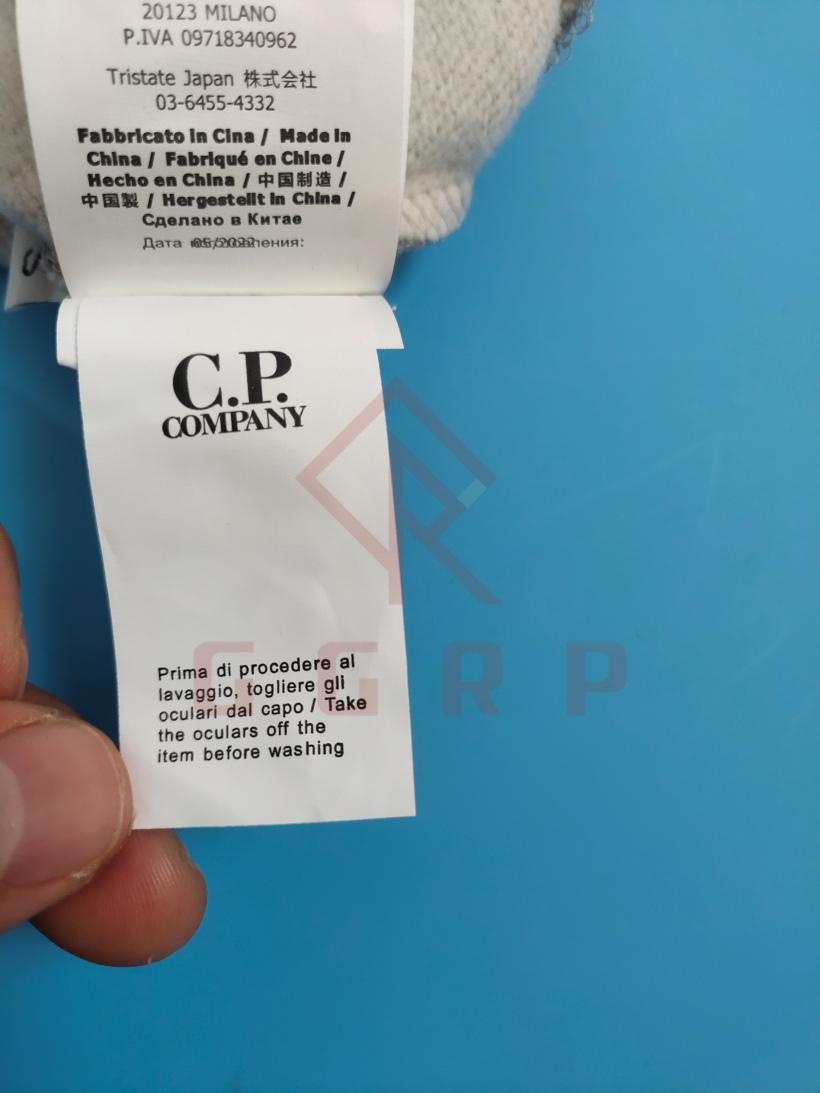 20123 MILANO
P.IVA 09718340962
Tristate Japan 株式会社
03-6455-4332
Fabbricato in Cina / Made in
China / Fabriqué en Chine /
Hecho en China / 中国制造 /
中国製 / Hergestellt in China /
Сделано в Китае
Дата
C.P.
COMPANY
Prima di procedere al
lavaggio, togliere gli
oculari dal capo / Take
the oculars off the
item before washing
GGRP